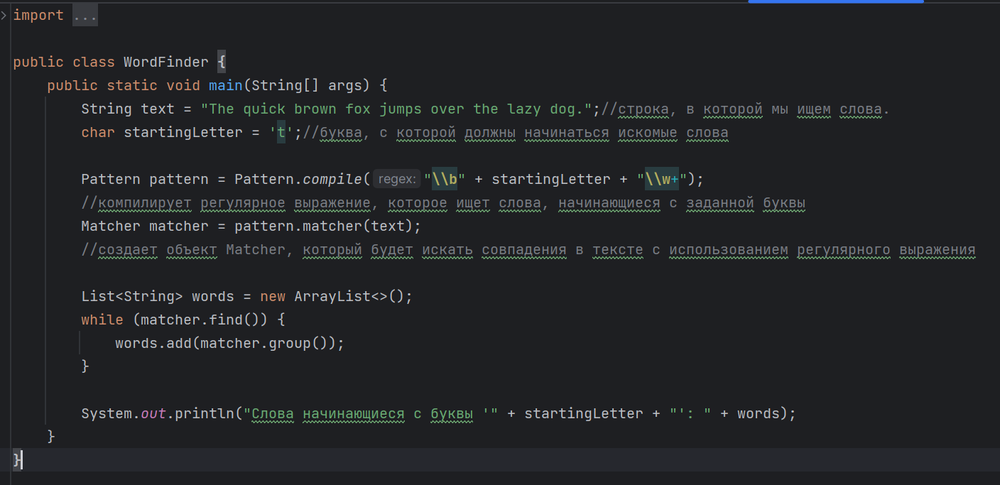 import ...
public class WordFinder {
    public static void main(String[] args) {
        String text = "The quick brown fox jumps over the lazy dog.";//строка, в которой мы ищем слова.
        char startingLetter = 't';//буква, с которой должны начинаться искомые слова
        Pattern pattern = Pattern.compile( regex: "\\b" + startingLetter + "\\w+");
        //компилирует регулярное выражение, которое ищет слова, начинающиеся с заданной буквы
        Matcher matcher = pattern.matcher(text);
        //создает объект Matcher, который будет искать совпадения в тексте с использованием регулярного выражения
        List<String> words = new ArrayList<>();
        while (matcher.find()) {
            words.add(matcher.group());
        }
        System.out.println("Слова начинающиеся с буквы '" + startingLetter + "': " + words);
    }
}